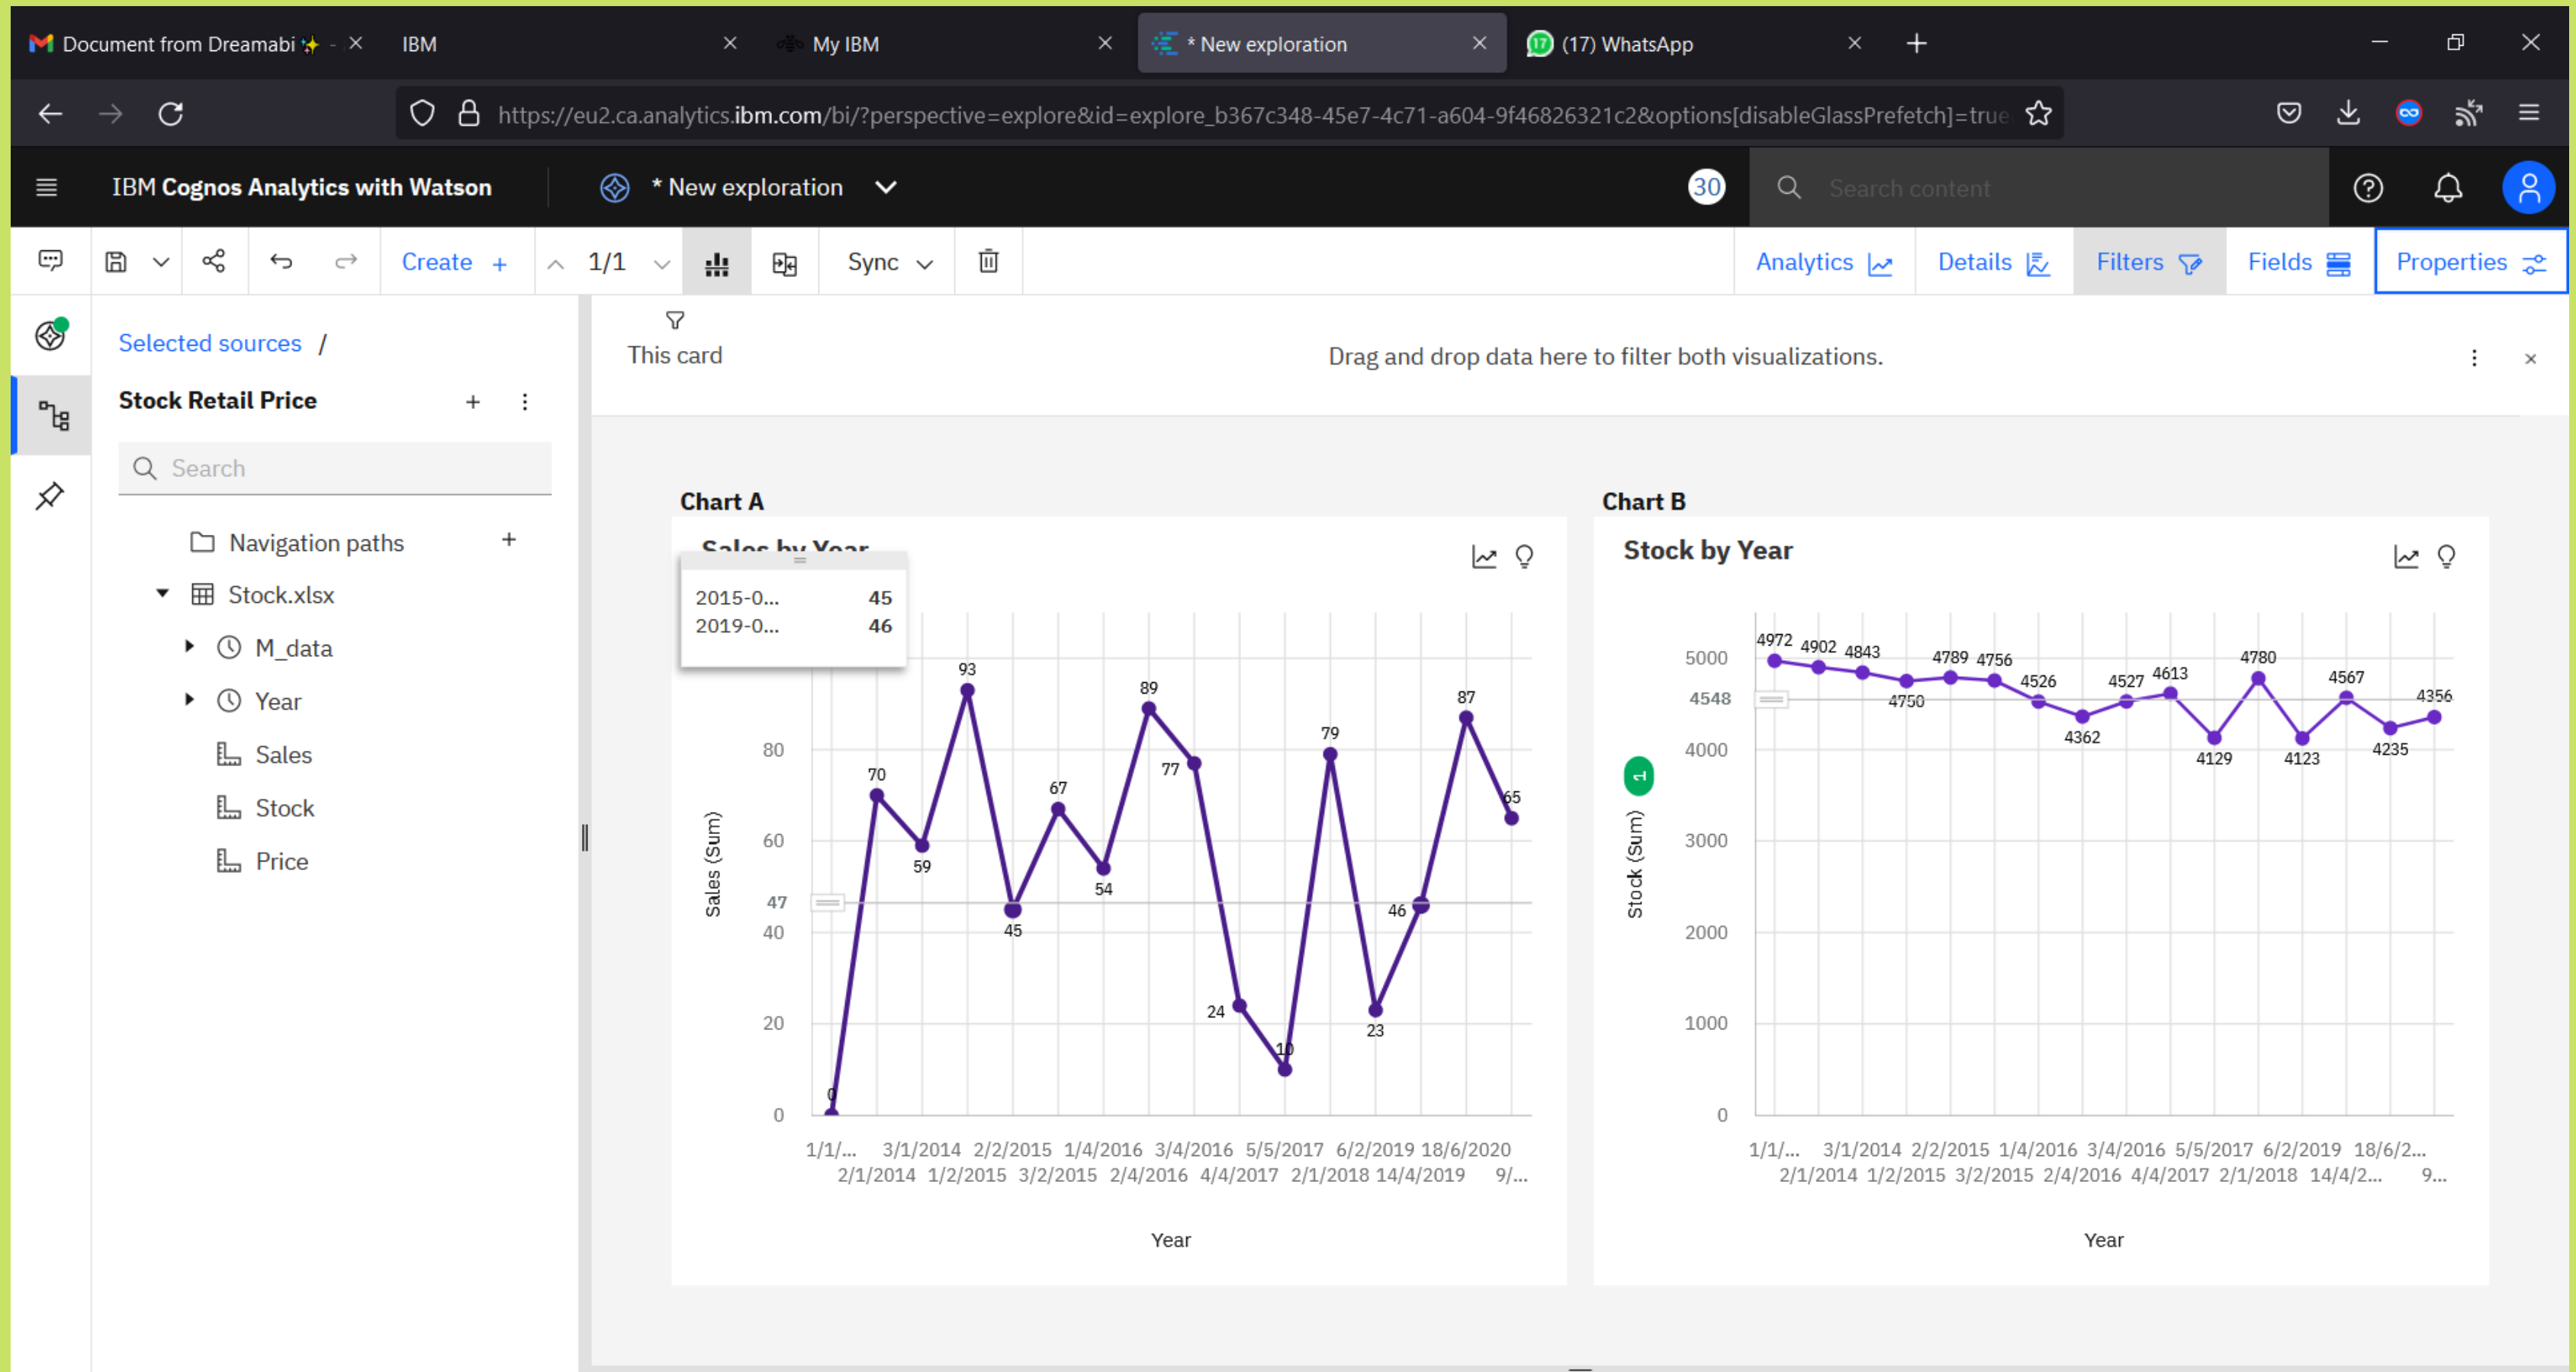 Document from Dreamabi ✨ -
IBM
My IBM
* New exploration
17
(17) WhatsApp
https://eu2.ca.analytics.ibm.com/bi/?perspective=explore&id=explore_b367c348-45e7-4c71-a604-9f46826321c2&options[disableGlassPrefetch]=true
IBM Cognos Analytics with Watson
* New exploration
30
Search content
Create +
1/1
Sync
Analytics
Details
Filters
Fields
Properties
Selected sources /
This card
Drag and drop data here to filter both visualizations.
Stock Retail Price
Search
Navigation paths
Stock.xlsx
M_data
Year
Sales
Stock
Price
Chart A
Sales by Year
2015-0... 45
2019-0... 46
80
60
47
40
20
0
Sales (Sum)
0
70
59
93
45
67
54
89
77
24
10
79
23
46
87
65
1/1/... 3/1/2014 2/2/2015 1/4/2016 3/4/2016 5/5/2017 6/2/2019 18/6/2020
2/1/2014 1/2/2015 3/2/2015 2/4/2016 4/4/2017 2/1/2018 14/4/2019 9/...
Year
Chart B
Stock by Year
5000
4548
4000
3000
2000
1000
0
1
Stock (Sum)
4972
4902
4843
4750
4789
4756
4526
4362
4527
4613
4129
4780
4123
4567
4235
4356
1/1/... 3/1/2014 2/2/2015 1/4/2016 3/4/2016 5/5/2017 6/2/2019 18/6/2...
2/1/2014 1/2/2015 3/2/2015 2/4/2016 4/4/2017 2/1/2018 14/4/2... 9...
Year